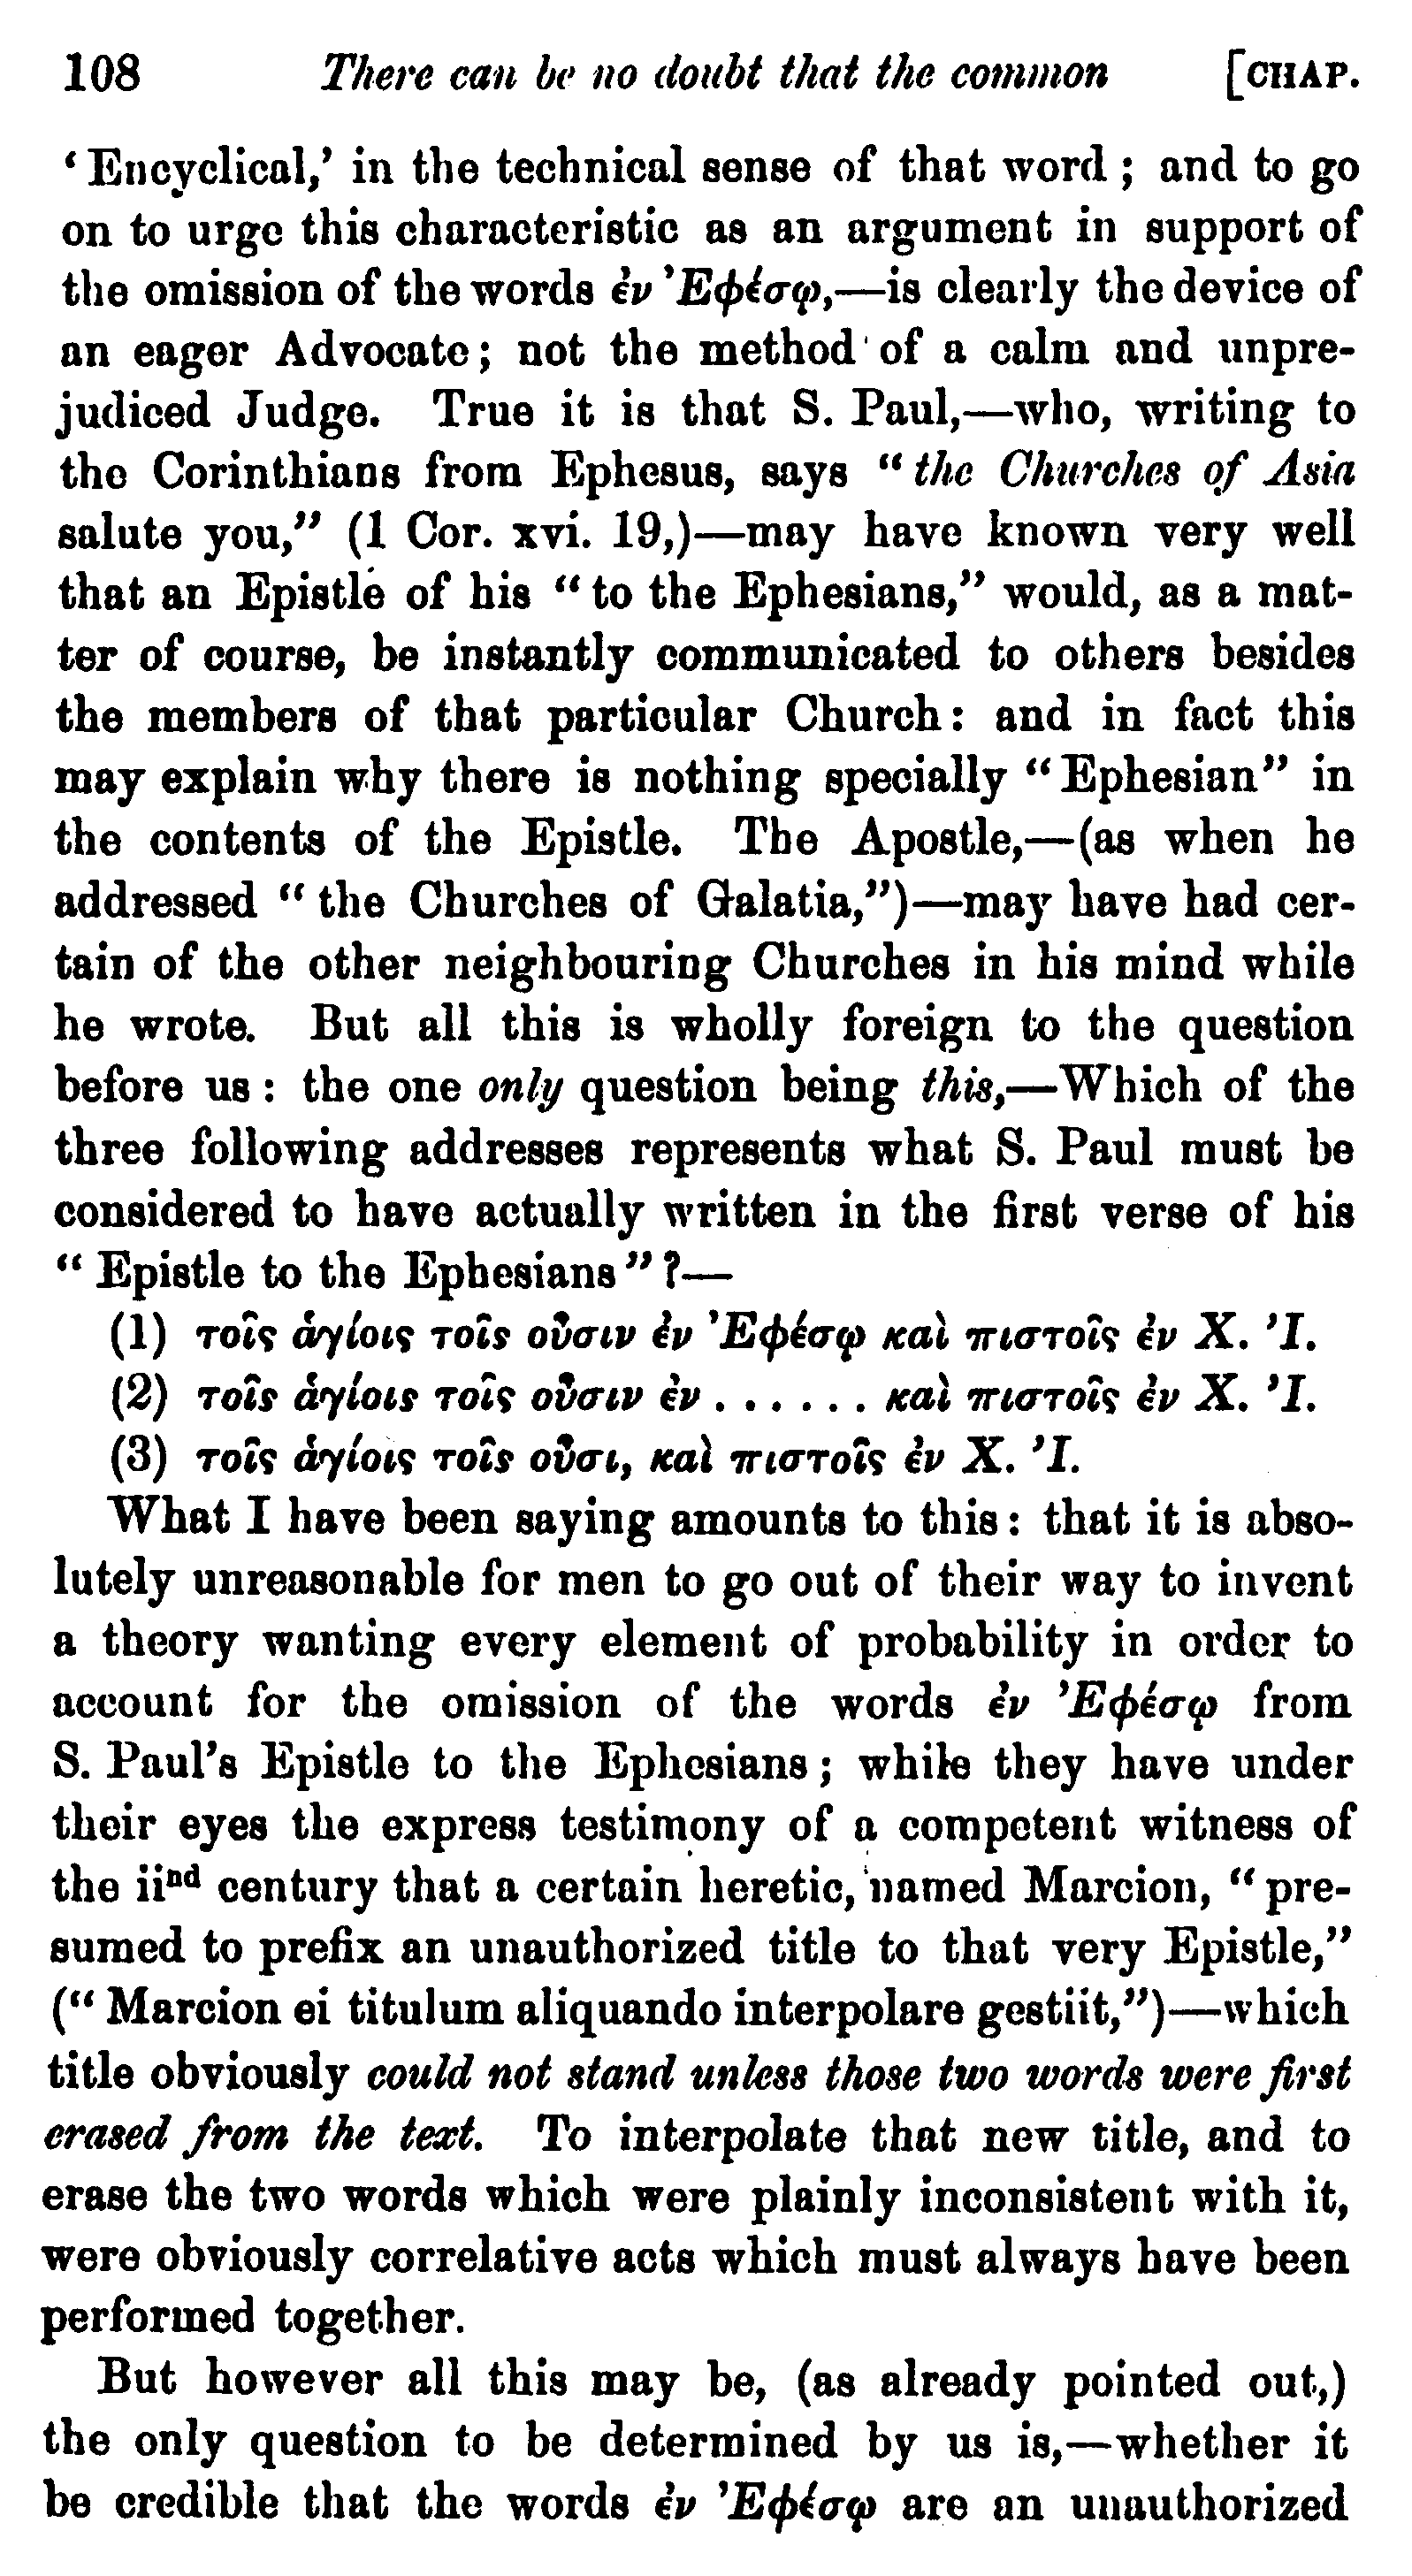 108 There can be no doubt that the common [CHAP.
‘Encyclical,’ in the technical sense of that word; and to go
on to urge this characteristic as an argument in support of
the omission of the words ἐν Ἐφέσῳ,—is clearly the device of
an eager Advocate; not the method of a calm and unpre-
judiced Judge. True it is that S. Paul,—who, writing to
the Corinthians from Ephesus, says “the Churches of Asia
salute you,” (1 Cor. xvi. 19,)—may have known very well
that an Epistle of his “to the Ephesians,” would, as a mat-
ter of course, be instantly communicated to others besides
the members of that particular Church: and in fact this
may explain why there is nothing specially “Ephesian” in
the contents of the Epistle. The Apostle,—(as when he
addressed “the Churches of Galatia,”)—may have had cer-
tain of the other neighbouring Churches in his mind while
he wrote. But all this is wholly foreign to the question
before us: the one only question being this,—Which of the
three following addresses represents what S. Paul must be
considered to have actually written in the first verse of his
“Epistle to the Ephesians”?—
(1) τοῖς ἁγίοις τοῖς οὖσιν ἐν Ἐφέσῳ καὶ πιστοῖς ἐν Χ. Ἰ.
(2) τοῖς ἁγίοις τοῖς οὖσιν ἐν . . . . . . καὶ πιστοῖς ἐν Χ. Ἰ.
(3) τοῖς ἁγίοις τοῖς οὖσι, καὶ πιστοῖς ἐν Χ. Ἰ.
What I have been saying amounts to this: that it is abso-
lutely unreasonable for men to go out of their way to invent
a theory wanting every element of probability in order to
account for the omission of the words ἐν Ἐφέσῳ from
S. Paul’s Epistle to the Ephesians; while they have under
their eyes the express testimony of a competent witness of
the iind century that a certain heretic, named Marcion, “pre-
sumed to prefix an unauthorized title to that very Epistle,”
(“Marcion ei titulum aliquando interpolare gestiit,”)—which
title obviously could not stand unless those two words were first
erased from the text. To interpolate that new title, and to
erase the two words which were plainly inconsistent with it,
were obviously correlative acts which must always have been
performed together.
But however all this may be, (as already pointed out,)
the only question to be determined by us is,—whether it
be credible that the words ἐν Ἐφέσῳ are an unauthorized